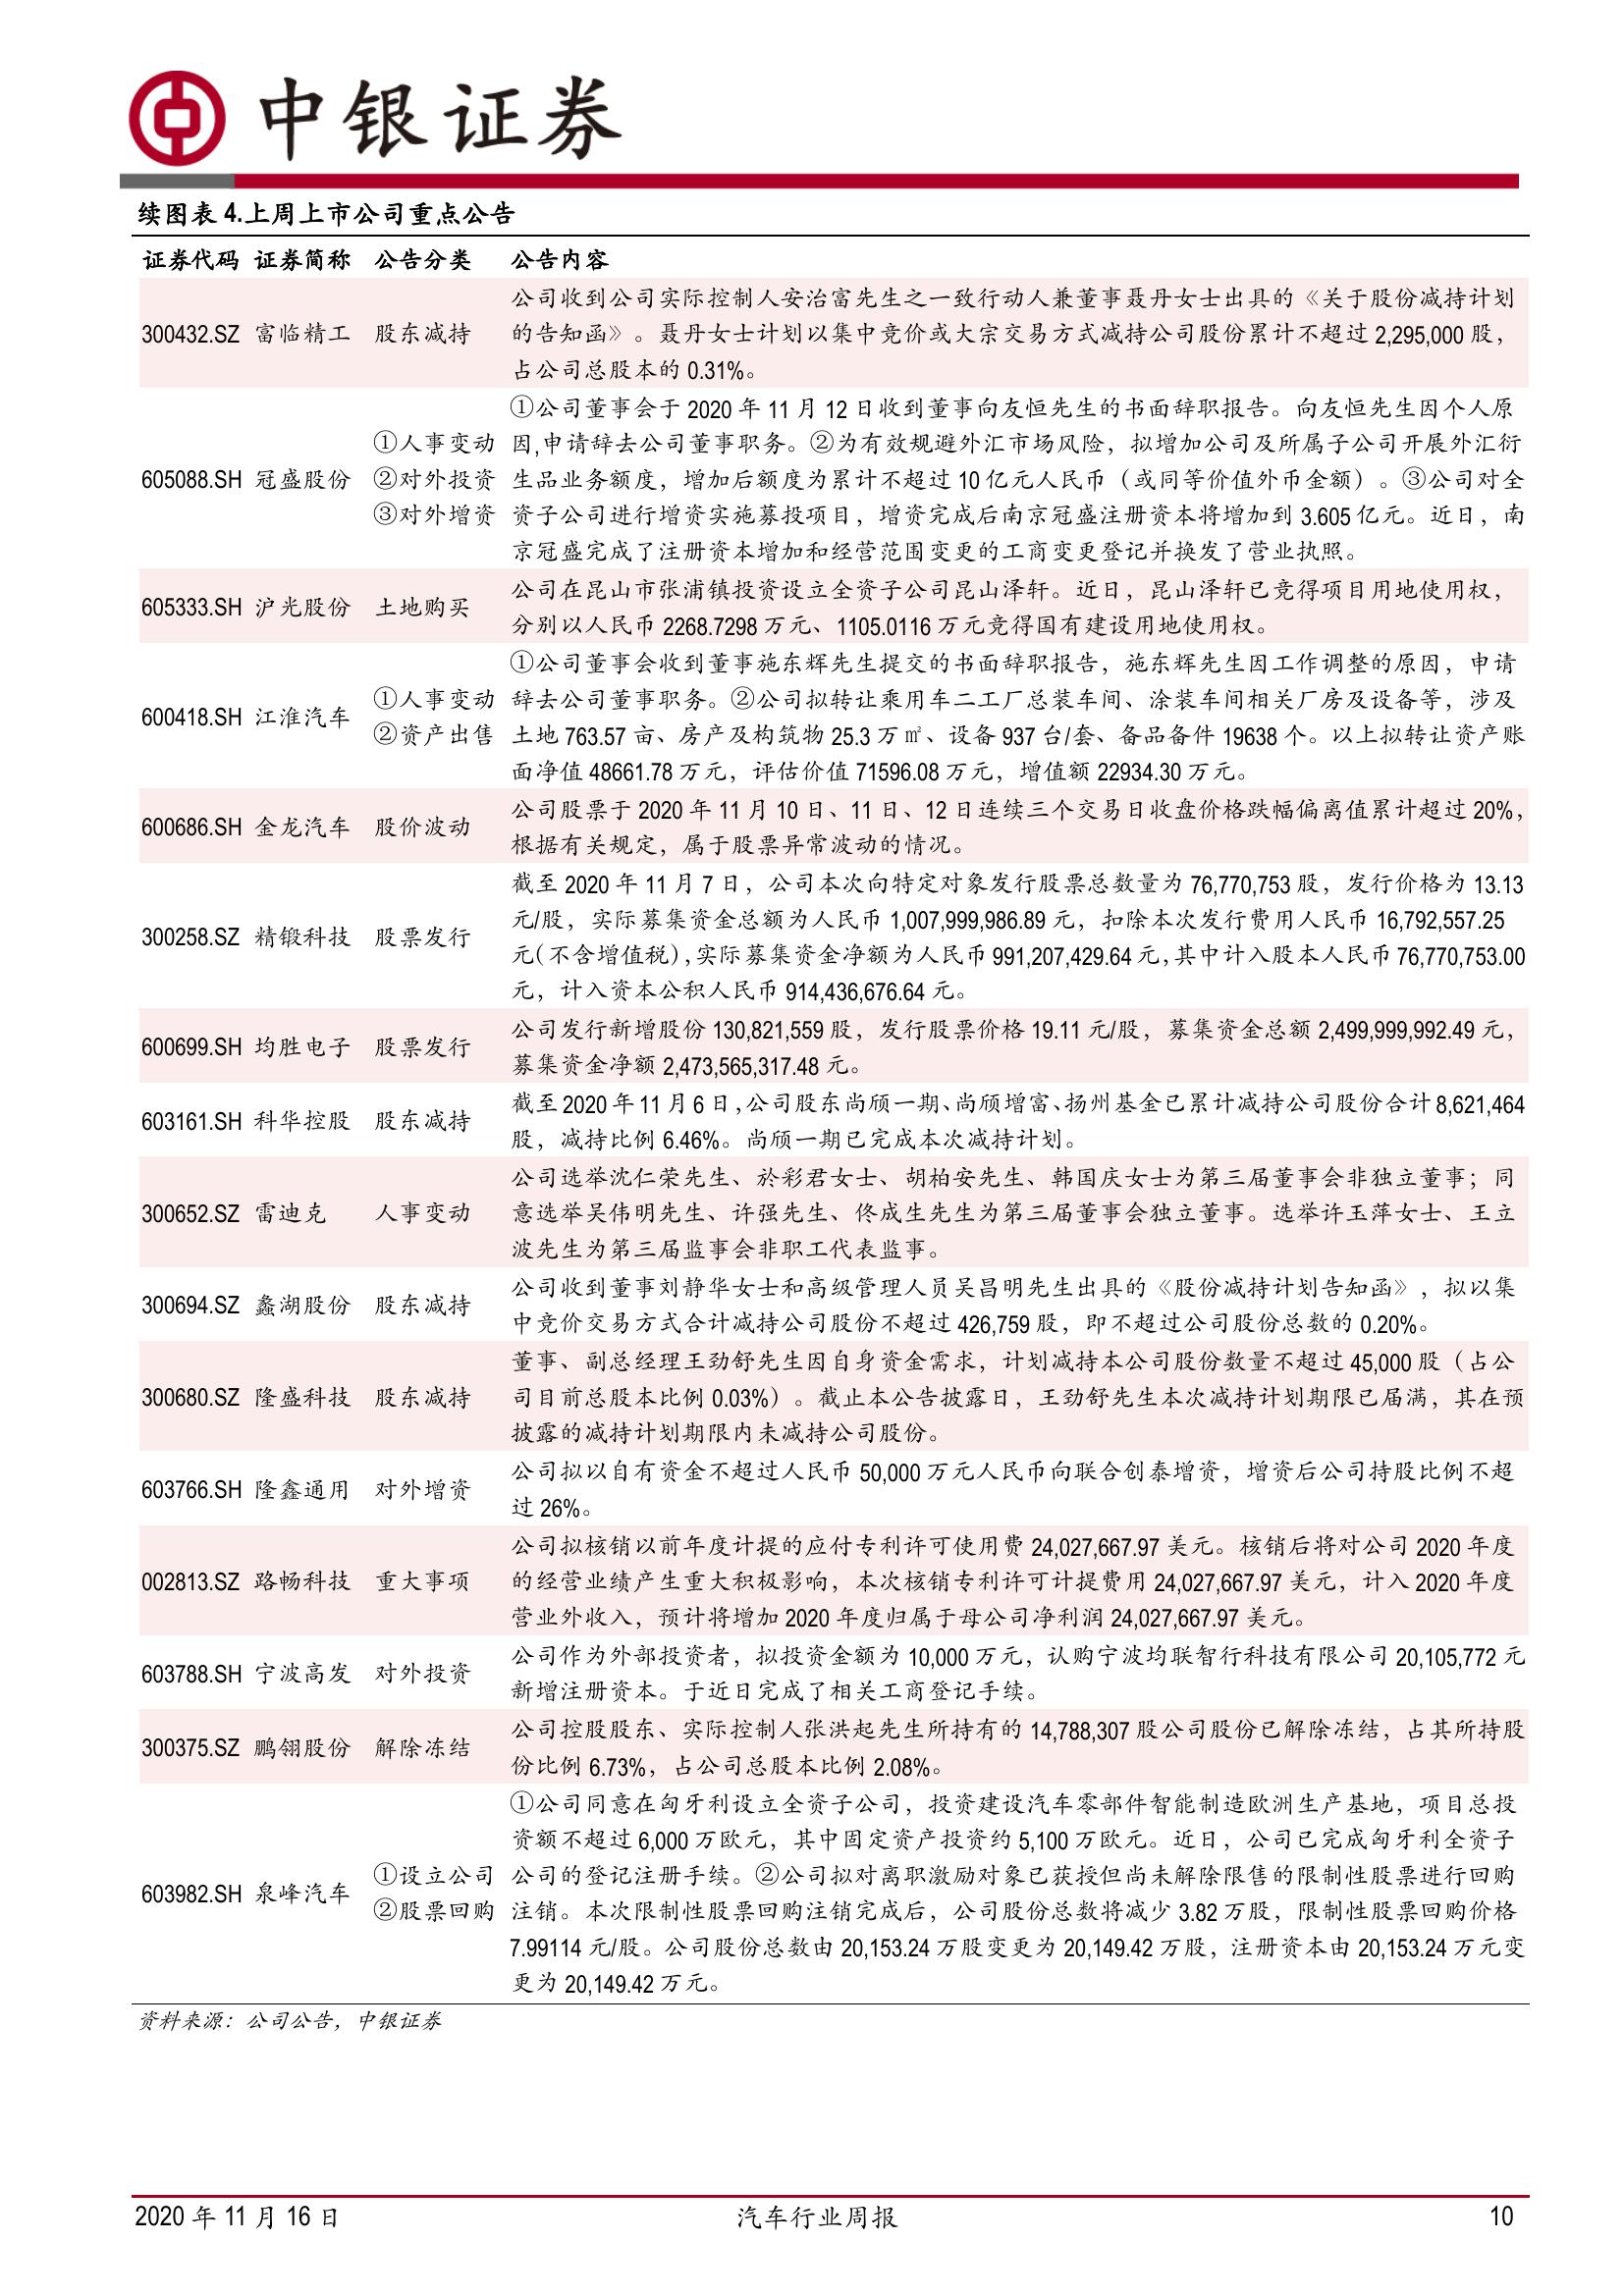 中银证券
续图表 4.上周上市公司重点公告
证券代码 证券简称 公告分类 公告内容
公司收到公司实际控制人安治富先生之一致行动人兼董事聂丹女士出具的《关于股份减持计划
300432.SZ 富临精工 股东减持 的告知函》。聂丹女士计划以集中竞价或大宗交易方式减持公司股份累计不超过 2,295,000 股，
占公司总股本的 0.31%。
①公司董事会于 2020 年 11 月 12 日收到董事向友恒先生的书面辞职报告。向友恒先生因个人原
①人事变动 因,申请辞去公司董事职务。②为有效规避外汇市场风险，拟增加公司及所属子公司开展外汇衍
605088.SH 冠盛股份 ②对外投资 生品业务额度，增加后额度为累计不超过 10 亿元人民币（或同等价值外币金额）。③公司对全
③对外增资 资子公司进行增资实施募投项目，增资完成后南京冠盛注册资本将增加到 3.605 亿元。近日，南
京冠盛完成了注册资本增加和经营范围变更的工商变更登记并换发了营业执照。
605333.SH 沪光股份 土地购买 公司在昆山市张浦镇投资设立全资子公司昆山泽轩。近日，昆山泽轩已竞得项目用地使用权，
分别以人民币 2268.7298 万元、1105.0116 万元竞得国有建设用地使用权。
①公司董事会收到董事施东辉先生提交的书面辞职报告，施东辉先生因工作调整的原因，申请
①人事变动 辞去公司董事职务。②公司拟转让乘用车二工厂总装车间、涂装车间相关厂房及设备等，涉及
600418.SH 江淮汽车 ②资产出售 土地 763.57 亩、房产及构筑物 25.3 万㎡、设备 937 台/套、备品备件 19638 个。以上拟转让资产账
面净值 48661.78 万元，评估价值 71596.08 万元，增值额 22934.30 万元。
600686.SH 金龙汽车 股价波动 公司股票于 2020 年 11 月 10 日、11 日、12 日连续三个交易日收盘价格跌幅偏离值累计超过 20%，
根据有关规定，属于股票异常波动的情况。
截至 2020 年 11 月 7 日，公司本次向特定对象发行股票总数量为 76,770,753 股，发行价格为 13.13
元/股，实际募集资金总额为人民币 1,007,999,986.89 元，扣除本次发行费用人民币 16,792,557.25
300258.SZ 精锻科技 股票发行 元(不含增值税),实际募集资金净额为人民币 991,207,429.64 元,其中计入股本人民币 76,770,753.00
元，计入资本公积人民币 914,436,676.64 元。
600699.SH 均胜电子 股票发行 公司发行新增股份 130,821,559 股，发行股票价格 19.11 元/股，募集资金总额 2,499,999,992.49 元，
募集资金净额 2,473,565,317.48 元。
603161.SH 科华控股 股东减持 截至 2020 年 11 月 6 日,公司股东尚颀一期、尚颀增富、扬州基金已累计减持公司股份合计 8,621,464
股，减持比例 6.46%。尚颀一期已完成本次减持计划。
公司选举沈仁荣先生、於彩君女士、胡柏安先生、韩国庆女士为第三届董事会非独立董事；同
300652.SZ 雷迪克 人事变动 意选举吴伟明先生、许强先生、佟成生先生为第三届董事会独立董事。选举许玉萍女士、王立
波先生为第三届监事会非职工代表监事。
300694.SZ 蠡湖股份 股东减持 公司收到董事刘静华女士和高级管理人员吴昌明先生出具的《股份减持计划告知函》，拟以集
中竞价交易方式合计减持公司股份不超过 426,759 股，即不超过公司股份总数的 0.20%。
董事、副总经理王劲舒先生因自身资金需求，计划减持本公司股份数量不超过 45,000 股（占公
300680.SZ 隆盛科技 股东减持 司目前总股本比例 0.03%）。截止本公告披露日，王劲舒先生本次减持计划期限已届满，其在预
披露的减持计划期限内未减持公司股份。
603766.SH 隆鑫通用 对外增资 公司拟以自有资金不超过人民币 50,000 万元人民币向联合创泰增资，增资后公司持股比例不超
过 26%。
公司拟核销以前年度计提的应付专利许可使用费 24,027,667.97 美元。核销后将对公司 2020 年度
002813.SZ 路畅科技 重大事项 的经营业绩产生重大积极影响，本次核销专利许可计提费用 24,027,667.97 美元，计入 2020 年度
营业外收入，预计将增加 2020 年度归属于母公司净利润 24,027,667.97 美元。
603788.SH 宁波高发 对外投资 公司作为外部投资者，拟投资金额为 10,000 万元，认购宁波均联智行科技有限公司 20,105,772 元
新增注册资本。于近日完成了相关工商登记手续。
300375.SZ 鹏翎股份 解除冻结 公司控股股东、实际控制人张洪起先生所持有的 14,788,307 股公司股份已解除冻结，占其所持股
份比例 6.73%，占公司总股本比例 2.08%。
①公司同意在匈牙利设立全资子公司，投资建设汽车零部件智能制造欧洲生产基地，项目总投
资额不超过 6,000 万欧元，其中固定资产投资约 5,100 万欧元。近日，公司已完成匈牙利全资子
①设立公司 公司的登记注册手续。②公司拟对离职激励对象已获授但尚未解除限售的限制性股票进行回购
603982.SH 泉峰汽车 ②股票回购 注销。本次限制性股票回购注销完成后，公司股份总数将减少 3.82 万股，限制性股票回购价格
7.99114 元/股。公司股份总数由 20,153.24 万股变更为 20,149.42 万股，注册资本由 20,153.24 万元变
更为 20,149.42 万元。
资料来源：公司公告，中银证券
2020 年 11 月 16 日 汽车行业周报 10